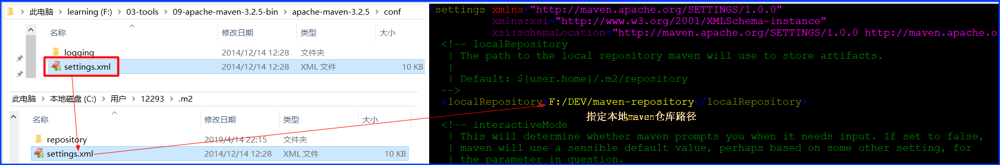 此电脑 > learning (F:) > 03-tools > 09-apache-maven-3.2.5-bin > apache-maven-3.2.5 > conf
名称 修改日期 类型 大小
logging 2014/12/14 12:28 文件夹
settings.xml 2014/12/14 12:28 XML 文件 10 KB
此电脑 > 本地磁盘 (C:) > 用户 > 12293 > .m2
名称 修改日期 类型 大小
repository 2019/4/14 22:15 文件夹
settings.xml 2014/12/14 12:28 XML 文件 10 KB
<settings xmlns="http://maven.apache.org/SETTINGS/1.0.0"
xmlns:xsi="http://www.w3.org/2001/XMLSchema-instance"
xsi:schemaLocation="http://maven.apache.org/SETTINGS/1.0.0 http://maven.apache.o
<!-- localRepository
| The path to the local repository maven will use to store artifacts.
|
| Default: ${user.home}/.m2/repository
-->
<localRepository>F:/DEV/maven-repository</localRepository>
指定本地maven仓库路径
<!-- interactiveMode
| This will determine whether maven prompts you when it needs input. If set to false,
| maven will use a sensible default value, perhaps based on some other setting, for
| the parameter in question.